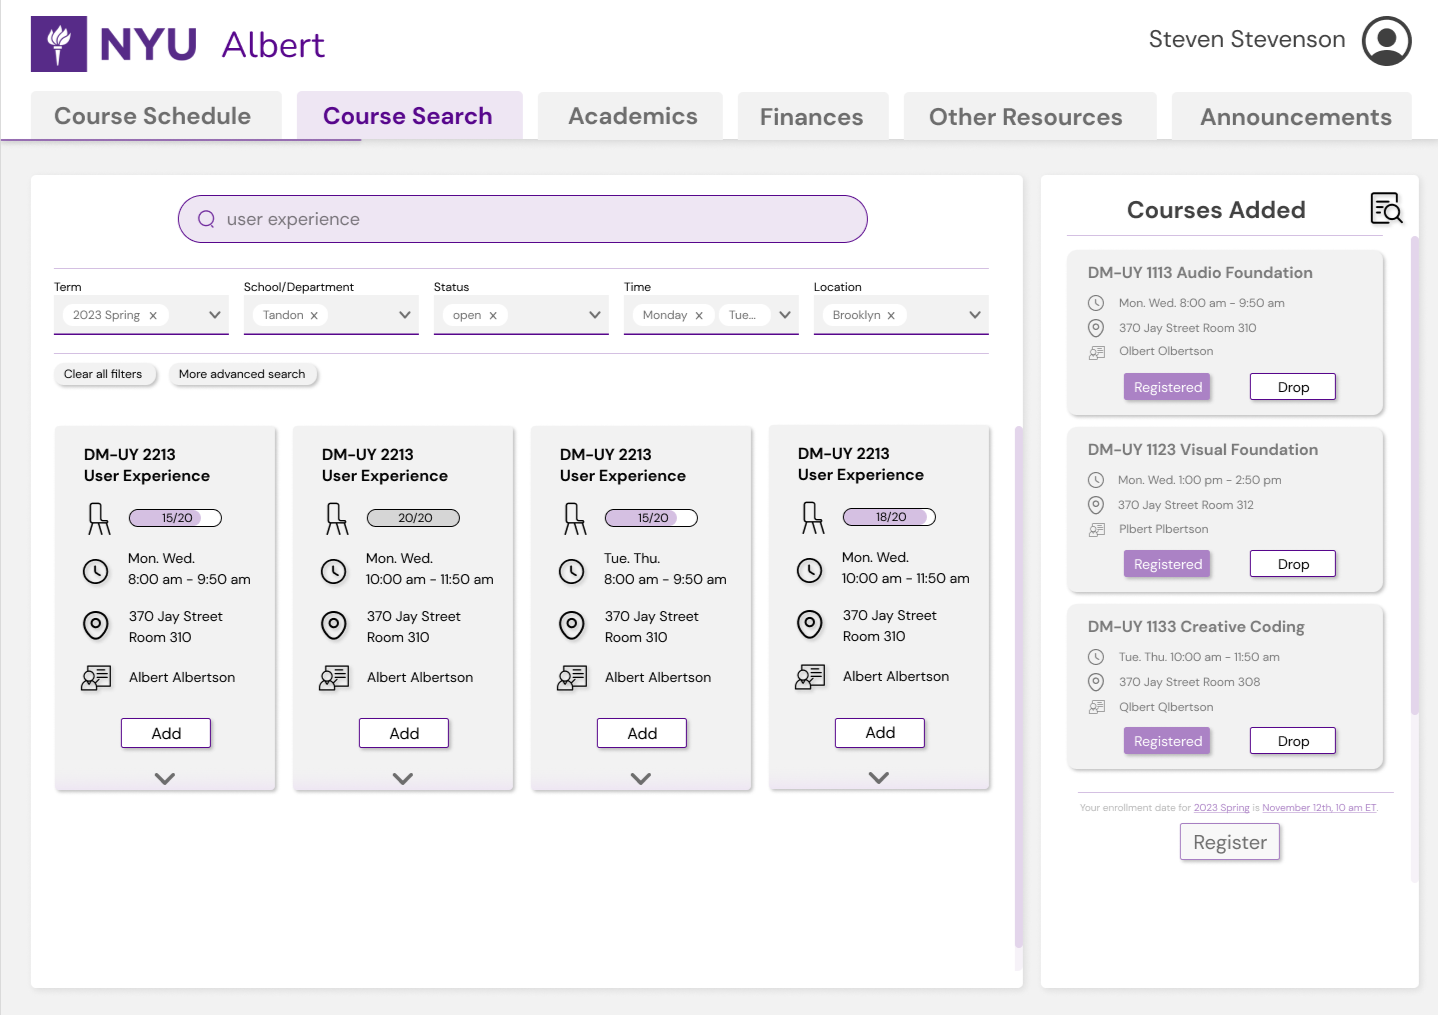 NYU Albert
Steven Stevenson
Course Schedule
Course Search
Academics
Finances
Other Resources
Announcements
user experience
Term
2023 Spring x
School/Department
Tandon x
Status
open x
Time
Monday x Tue...
Location
Brooklyn x
Clear all filters
More advanced search
DM-UY 2213
User Experience
15/20
Mon. Wed.
8:00 am - 9:50 am
370 Jay Street
Room 310
Albert Albertson
Add
DM-UY 2213
User Experience
20/20
Mon. Wed.
10:00 am - 11:50 am
370 Jay Street
Room 310
Albert Albertson
Add
DM-UY 2213
User Experience
15/20
Tue. Thu.
8:00 am - 9:50 am
370 Jay Street
Room 310
Albert Albertson
Add
DM-UY 2213
User Experience
18/20
Mon. Wed.
10:00 am - 11:50 am
370 Jay Street
Room 310
Albert Albertson
Add
Courses Added
DM-UY 1113 Audio Foundation
Mon. Wed. 8:00 am - 9:50 am
370 Jay Street Room 310
Olbert Olbertson
Registered
Drop
DM-UY 1123 Visual Foundation
Mon. Wed. 1:00 pm - 2:50 pm
370 Jay Street Room 312
Plbert Plbertson
Registered
Drop
DM-UY 1133 Creative Coding
Tue. Thu. 10:00 am - 11:50 am
370 Jay Street Room 308
Qlbert Qlbertson
Registered
Drop
Your enrollment date for 2023 Spring is November 12th, 10 am ET.
Register